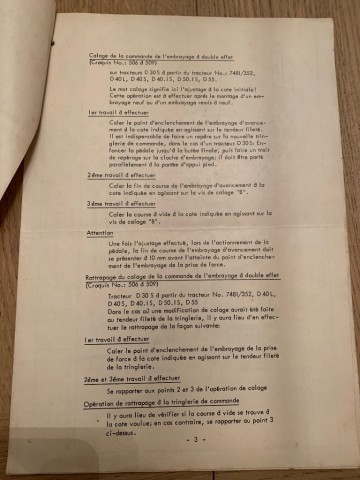 Calage de la commande de l'embrayage à double effet
(Croquis No.: 506 à 509)
sur tracteurs D 30 S à partir du tracteur No.: 7481/352,
D 40 L, D 40 S, D 40.1S, D 50.1S, D 55.
Le mot calage signifie ici l'ajustage à la cote initiale!
Cette opération est à effectuer après le montage d'un em-
brayage neuf ou d'un embrayage remis à neuf.
1er travail à effectuer
Caler le point d'enclenchement de l'embrayage d'avancement
à la cote indiquée en agissant sur le tendeur fileté.
Il est indispensable de faire un repère sur la nouvelle trin-
glerie de commande, dans le cas d'un tracteur D 30 S: En-
foncer la pédale jusqu'à la butée finale, puis faire un trait
de repérage sur la cloche d'embrayage; il doit être porté
parallèlement à la portée d'appui pied.
2ème travail à effectuer
Caler la fin de course de l'embrayage d'avancement à la
cote indiquée en agissant sur la vis de calage "B".
3ème travail à effectuer
Caler la course à vide à la cote indiquée en agissant sur la
vis de calage "B".
Attention
Une fois l'ajustage effectué, lors de l'actionnement de la
pédale, la fin de course de l'embrayage d'avancement doit
se présenter à 10 mm avant l'atteinte du point d'enclenche-
ment de l'embrayage de la prise de force.
Rattrapage du calage de la commande de l'embrayage à double effet
(Croquis No.: 506 à 509)
Tracteur D 30 S à partir du tracteur No.: 7481/352, D 40 L,
D 40 S, D 40.1S, D 50.1S, D 55
Dans le cas où une modification de calage aurait été faite
au tendeur fileté de la tringlerie, il y aura lieu d'en effec-
tuer le rattrapage de la façon suivante:
1er travail à effectuer
Caler le point d'enclenchement de l'embrayage de la prise
de force à la cote indiquée en agissant sur le tendeur fileté
de la tringlerie.
2ème et 3ème travail à effectuer
Se rapporter aux points 2 et 3 de l'opération de calage
Opération de rattrapage à la tringlerie de commande
Il y aura lieu de vérifier si la course à vide se trouve à
la cote voulue; en cas contraire, se rapporter au point 3
ci-dessus.
- 3 -